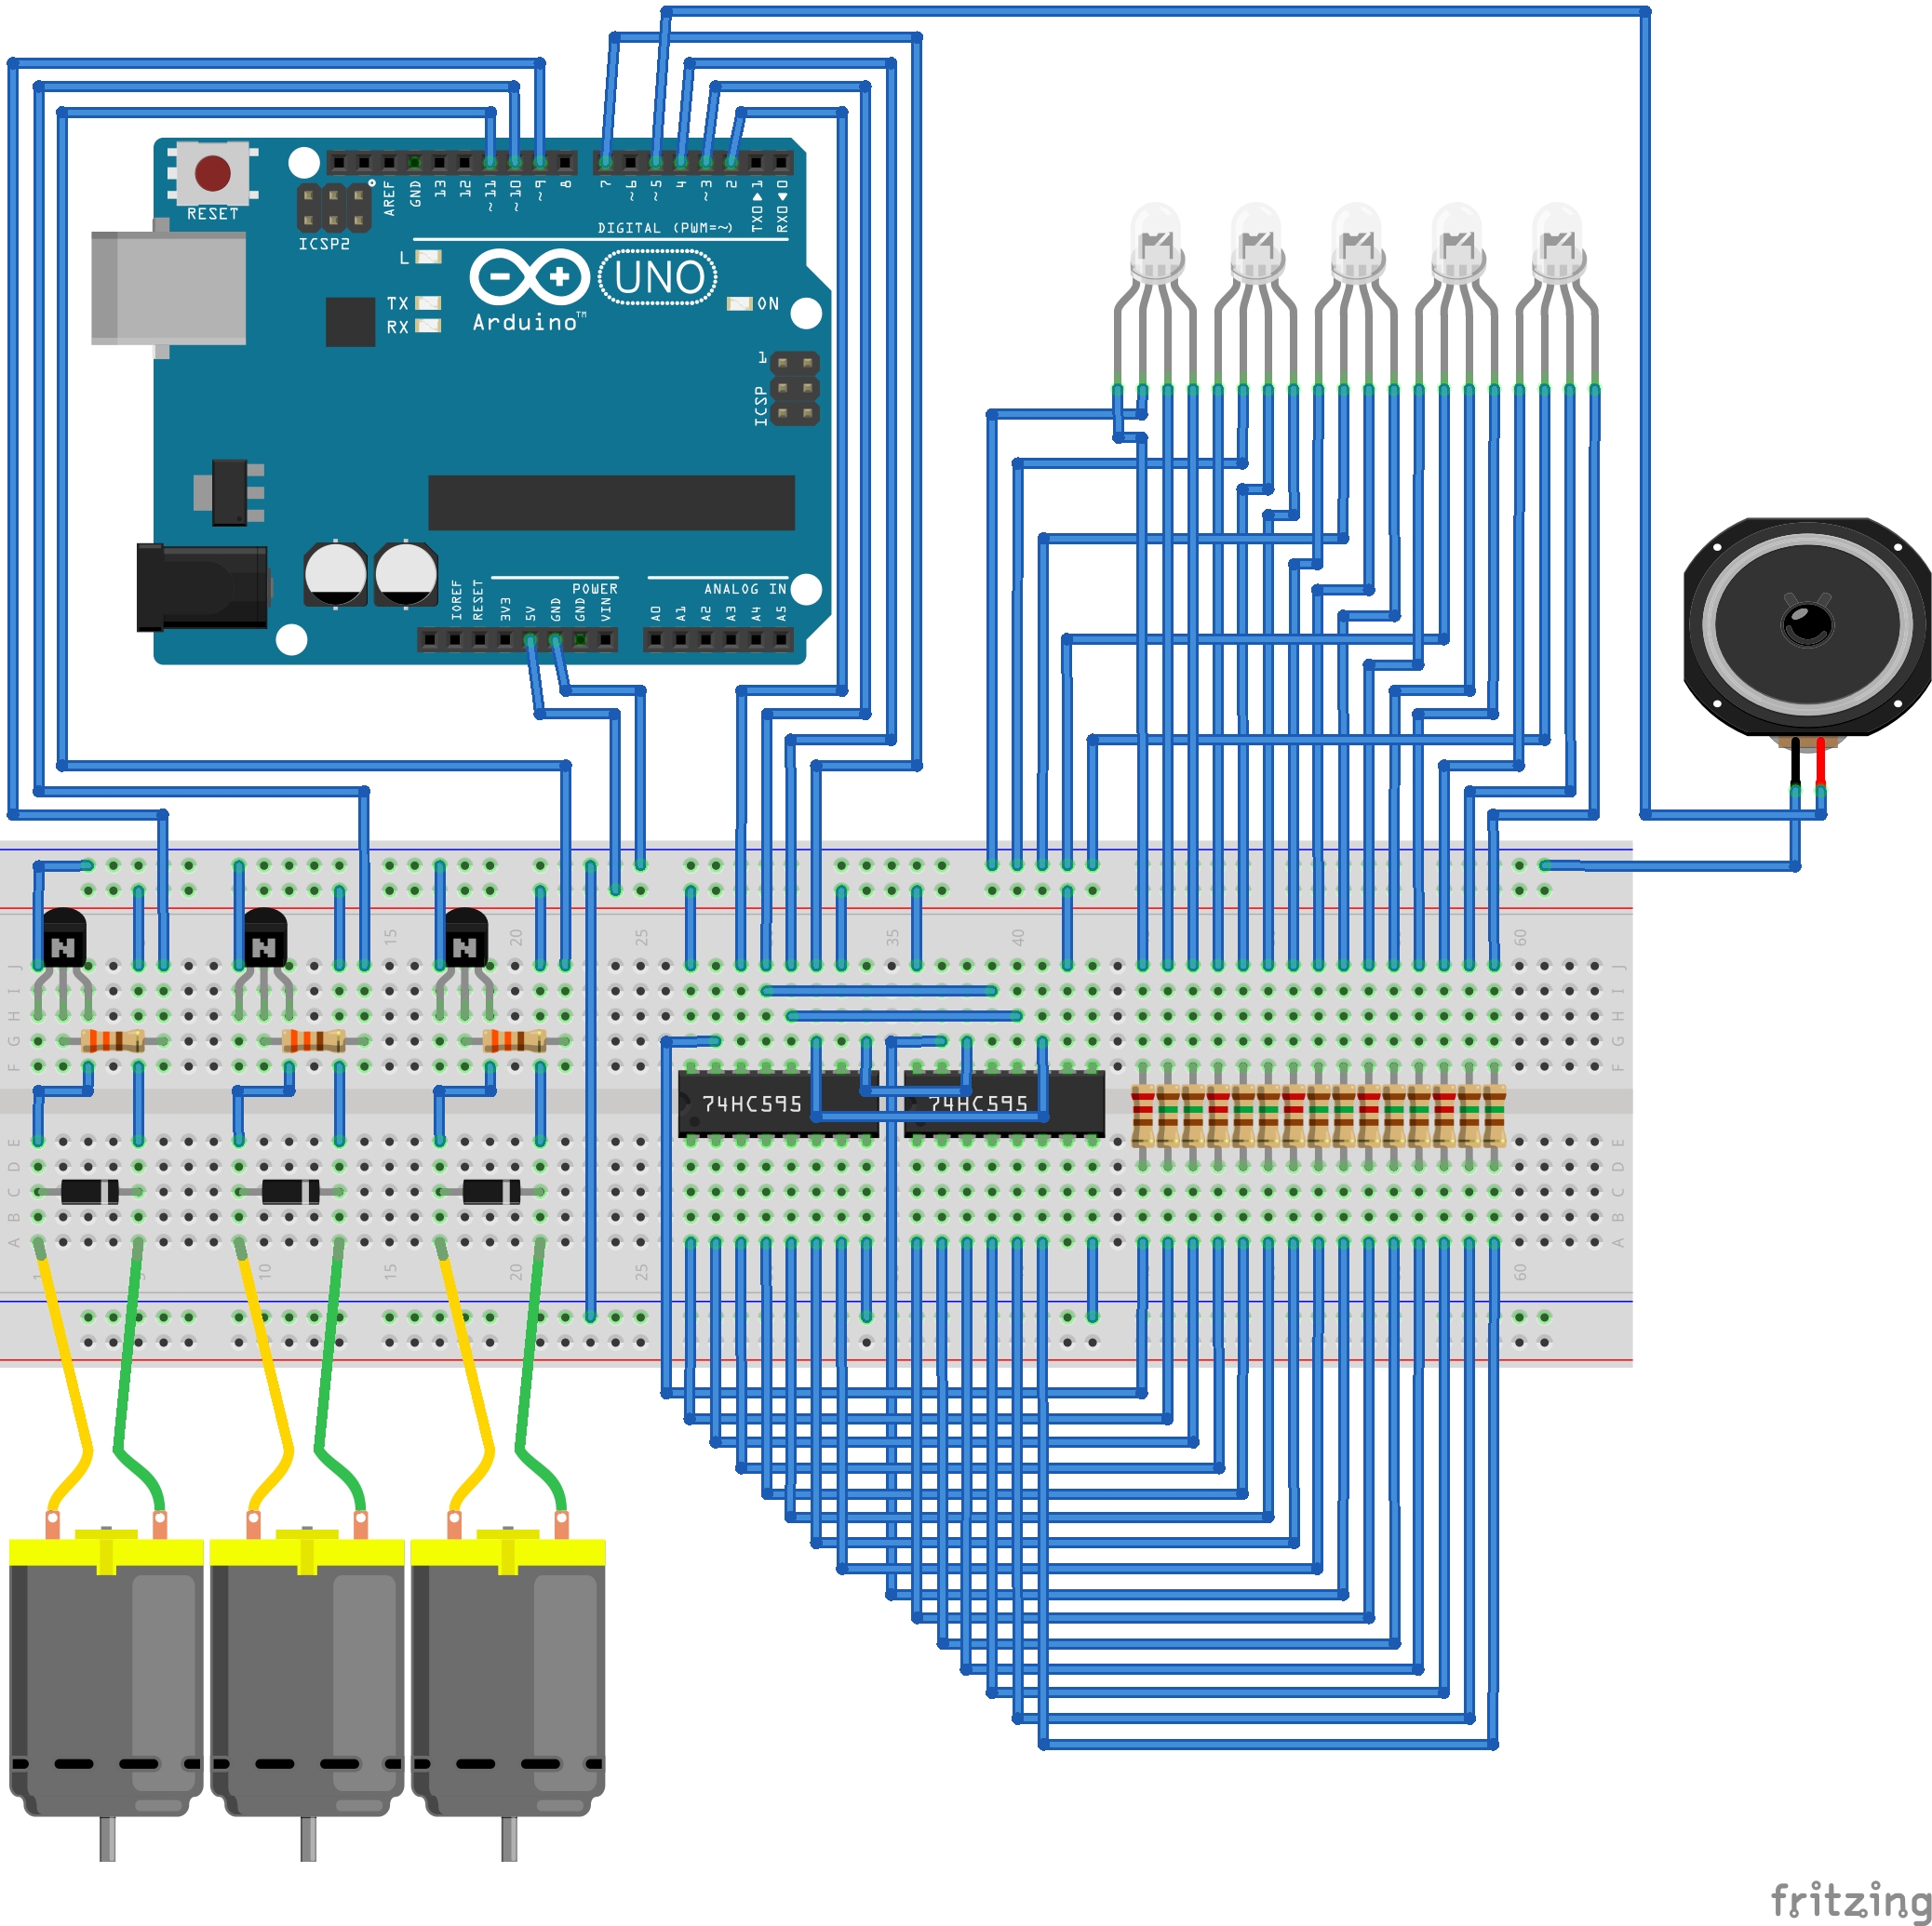 RESET
ICSP2
AREF
GND
13
12
~11
~10
~9
8
7
~6
~5
4
~3
2
TX0▶1
RX0◀0
DIGITAL (PWM=~)
L
TX
RX
UNO
ON
Arduino™
1
ICSP
POWER
ANALOG IN
IOREF
RESET
3V3
5V
GND
GND
VIN
A0
A1
A2
A3
A4
A5
15
20
25
35
40
60
J
I
H
G
F
J
I
H
G
F
74HC595
74HC595
E
D
C
B
A
E
D
C
B
A
1
10
15
20
25
60
fritzing